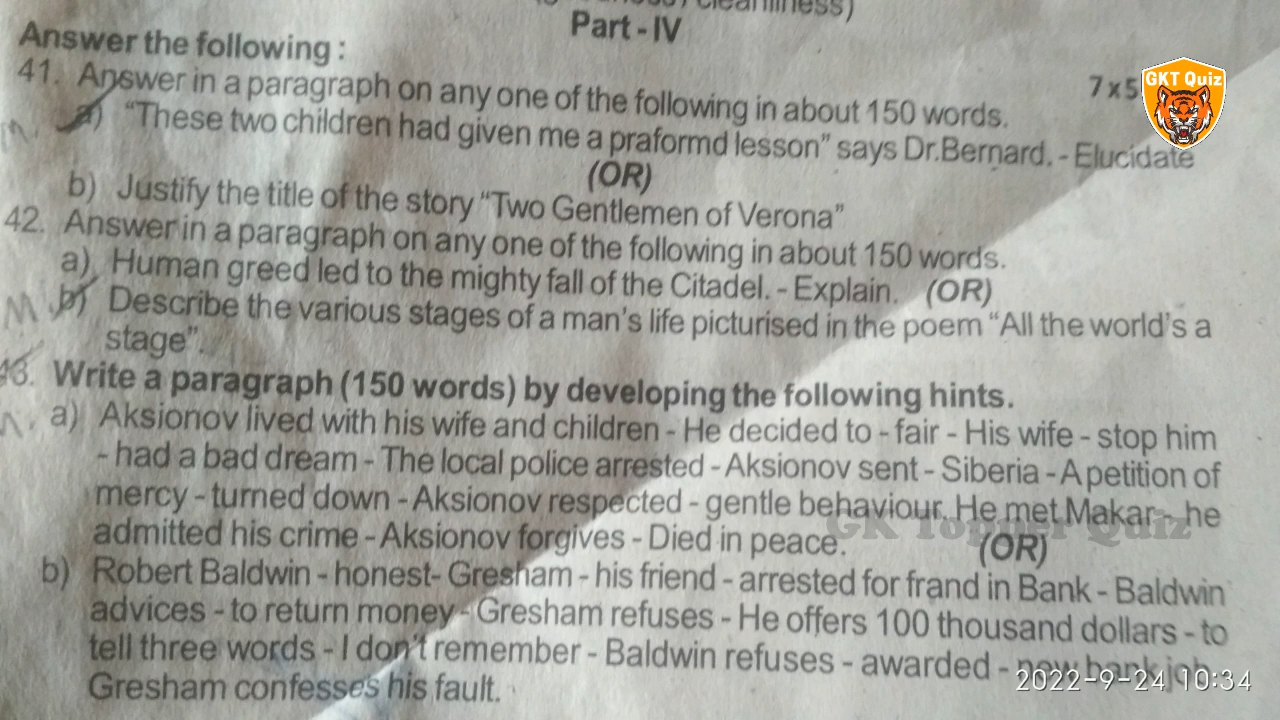 cleanliness)
Part - IV
Answer the following :
41. Answer in a paragraph on any one of the following in about 150 words.
7 x 5
a) "These two children had given me a praformd lesson" says Dr.Bernard. - Elucidate
(OR)
b) Justify the title of the story "Two Gentlemen of Verona"
42. Answer in a paragraph on any one of the following in about 150 words.
a) Human greed led to the mighty fall of the Citadel. - Explain. (OR)
M b) Describe the various stages of a man's life picturised in the poem "All the world's a
stage".
43. Write a paragraph (150 words) by developing the following hints.
a) Aksionov lived with his wife and children - He decided to - fair - His wife - stop him
- had a bad dream - The local police arrested - Aksionov sent - Siberia - A petition of
mercy - turned down - Aksionov respected - gentle behaviour. He met Makar - he
admitted his crime - Aksionov forgives - Died in peace. (OR)
b) Robert Baldwin - honest- Gresham - his friend - arrested for frand in Bank - Baldwin
advices - to return money - Gresham refuses - He offers 100 thousand dollars - to
tell three words - I don't remember - Baldwin refuses - awarded - new bank job
Gresham confesses his fault.
GKT Quiz
GK Topper Quiz
2022-9-24 10:34